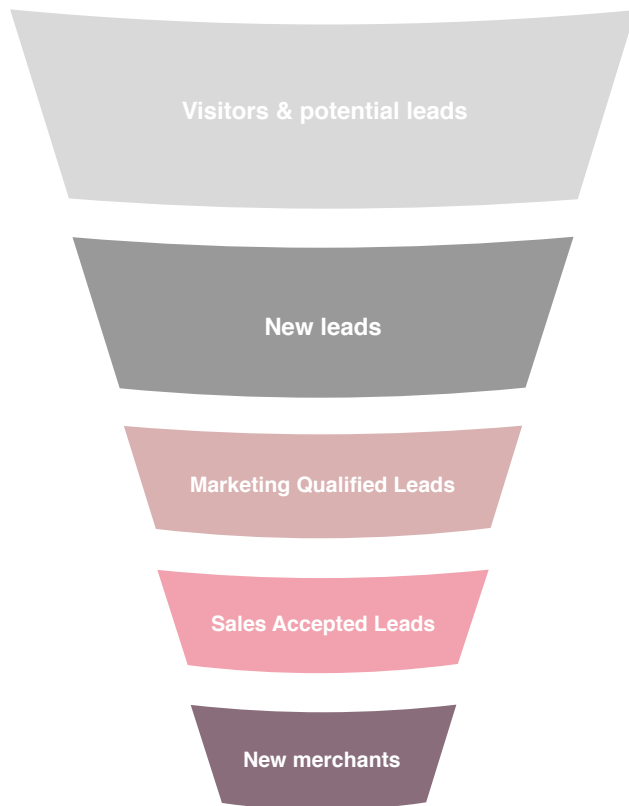 Visitors & potential leads
New leads
Marketing Qualified Leads
Sales Accepted Leads
New merchants